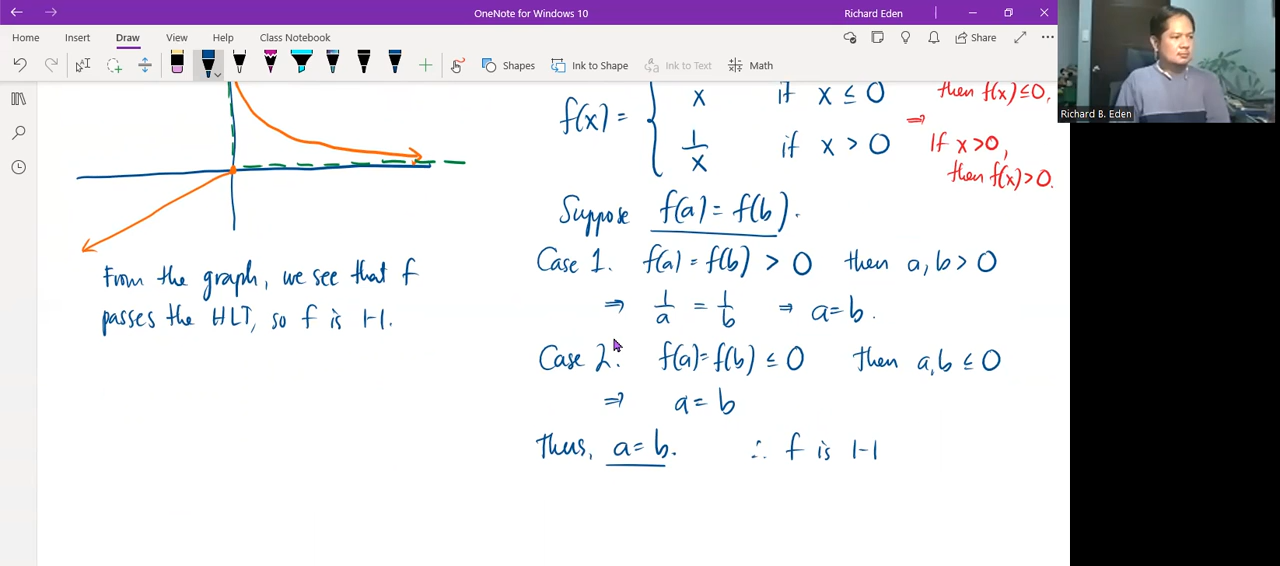 OneNote for Windows 10
Richard Eden
Home Insert Draw View Help Class Notebook
Share
Shapes
Ink to Shape
Ink to Text
Math
Richard B. Eden
f(x) = { x if x ≤ 0
1/x if x > 0
then f(x) ≤ 0,
⇒ If x>0,
then f(x)>0.
Suppose f(a) = f(b).
Case 1. f(a) = f(b) > 0 then a, b > 0
⇒ 1/a = 1/b ⇒ a = b.
Case 2. f(a) = f(b) ≤ 0 then a, b ≤ 0
⇒ a = b
Thus, a = b. ∴ f is 1-1
From the graph, we see that f
passes the HLT, so f is 1-1.